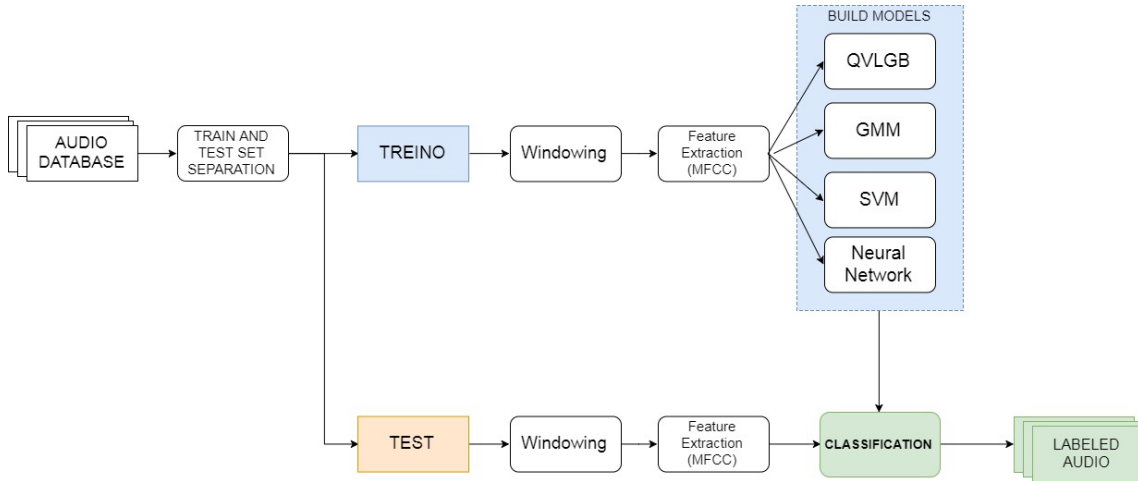 BUILD MODELS
QVLGB
GMM
SVM
Neural
Network
AUDIO
DATABASE
TRAIN AND
TEST SET
SEPARATION
TREINO
Windowing
Feature
Extraction
(MFCC)
TEST
Windowing
Feature
Extraction
(MFCC)
CLASSIFICATION
LABELED
AUDIO